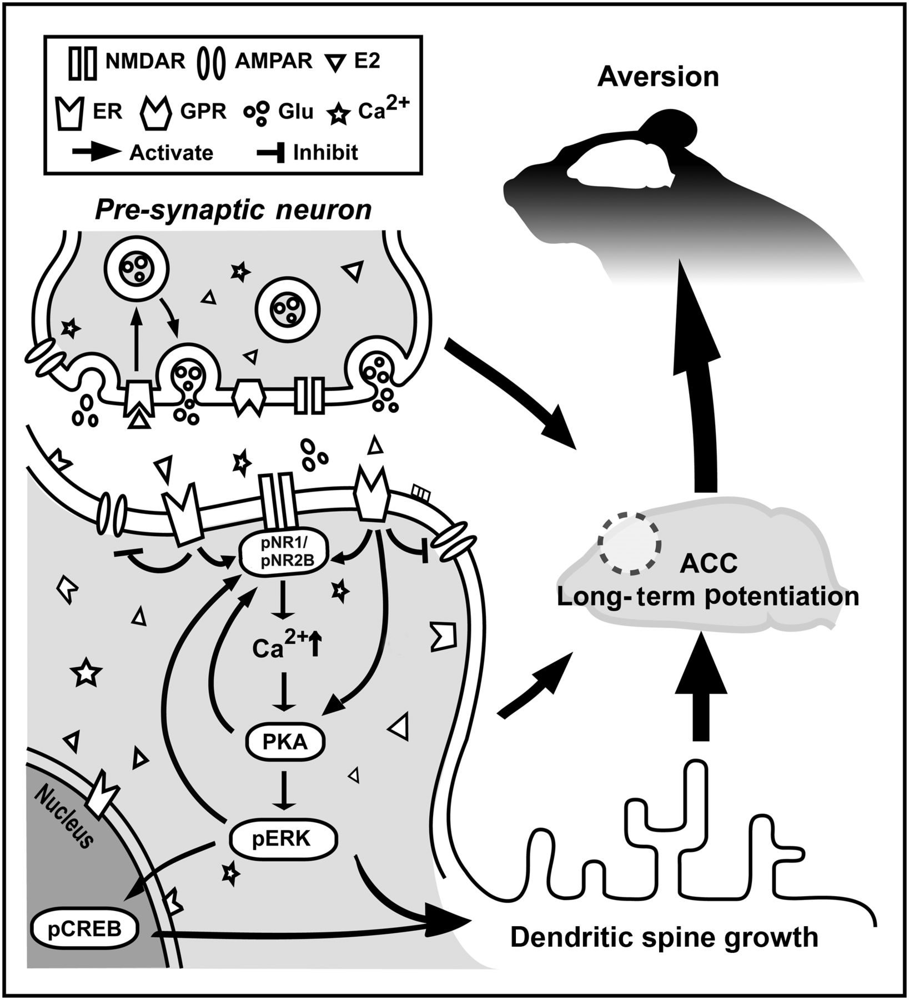 NMDAR AMPAR E2
ER GPR Glu Ca2+
Activate Inhibit
Aversion
Pre-synaptic neuron
pNR1/
pNR2B
Ca2+
PKA
pERK
Nucleus
pCREB
ACC
Long-term potentiation
Dendritic spine growth